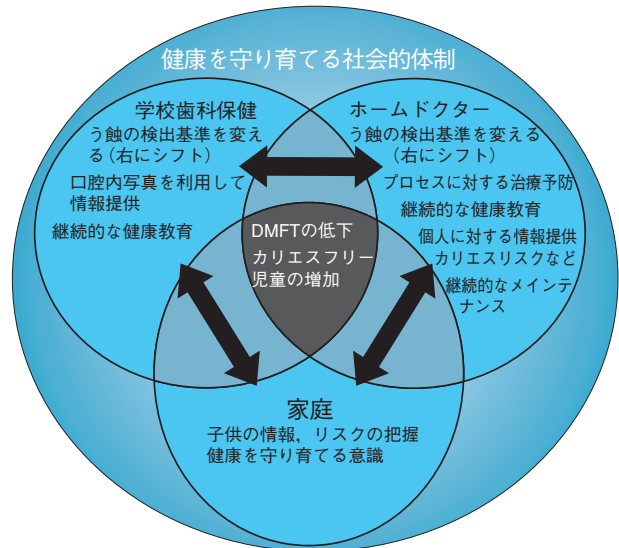 健康を守り育てる社会的体制
学校歯科保健
う蝕の検出基準を変え
る(右にシフト)
口腔内写真を利用して
情報提供
継続的な健康教育
ホームドクター
う蝕の検出基準を変える
(右にシフト)
プロセスに対する治療予防
継続的な健康教育
個人に対する情報提供
カリエスリスクなど
継続的なメインテ
ナンス
DMFTの低下
カリエスフリー
児童の増加
家庭
子供の情報，リスクの把握
健康を守り育てる意識